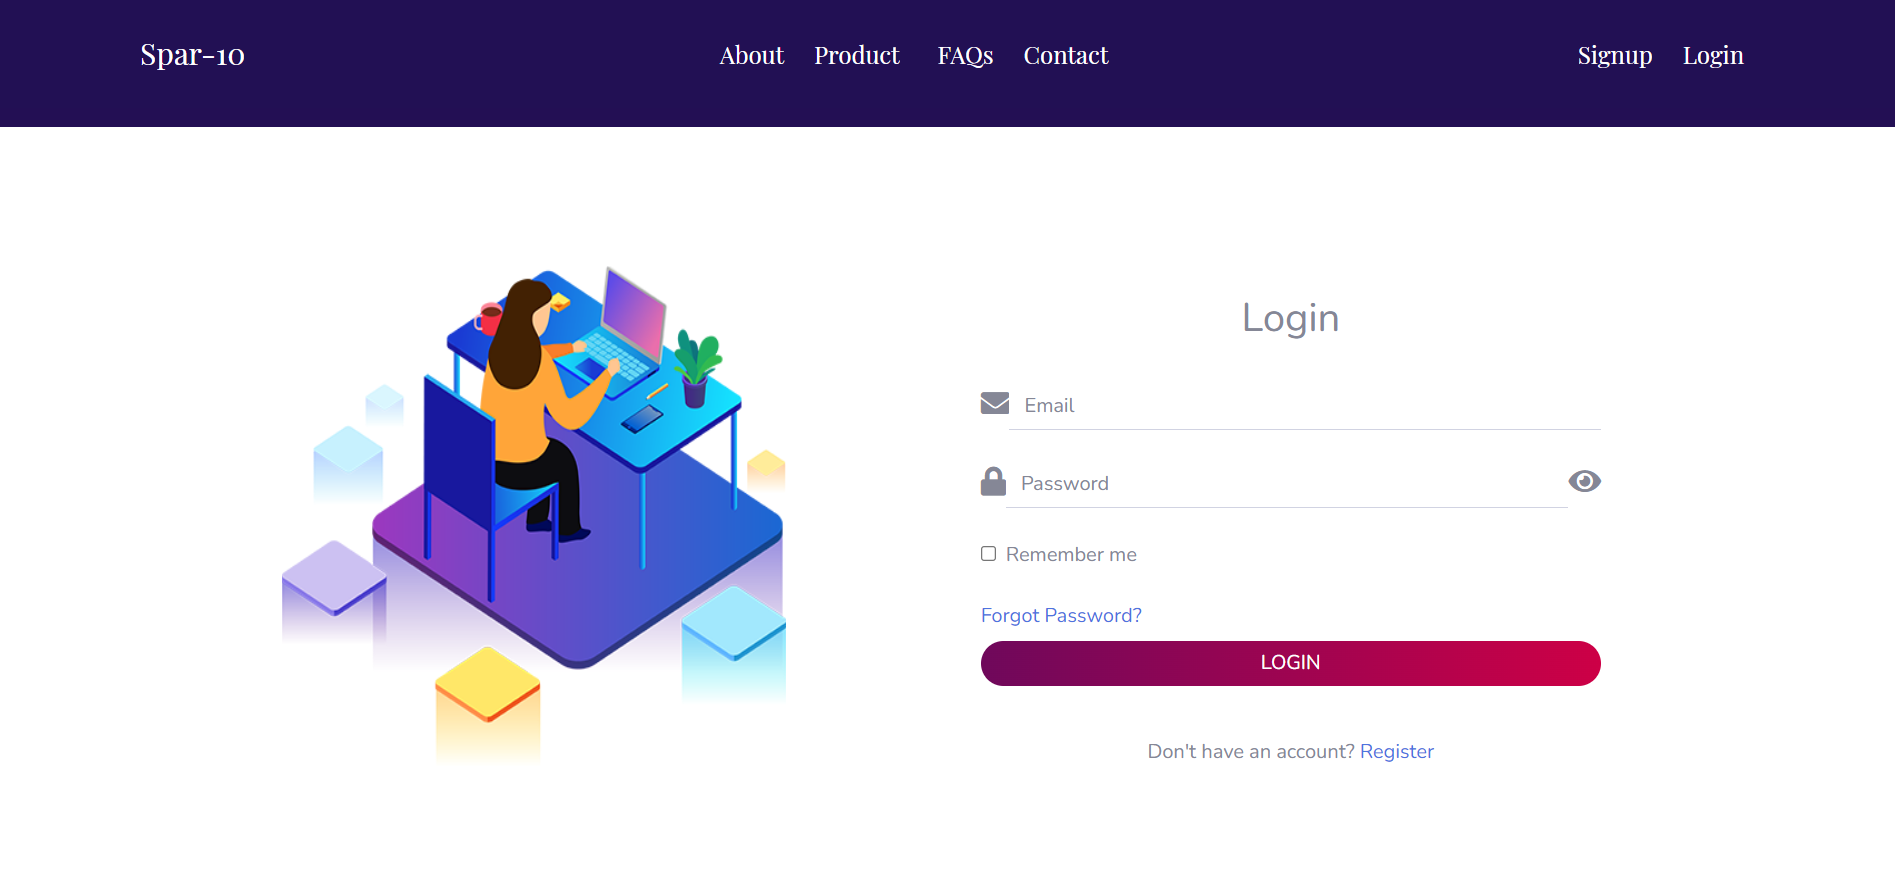 Spar-10
About Product FAQs Contact
Signup Login
Login
Email
Password
Remember me
Forgot Password?
LOGIN
Don't have an account? Register